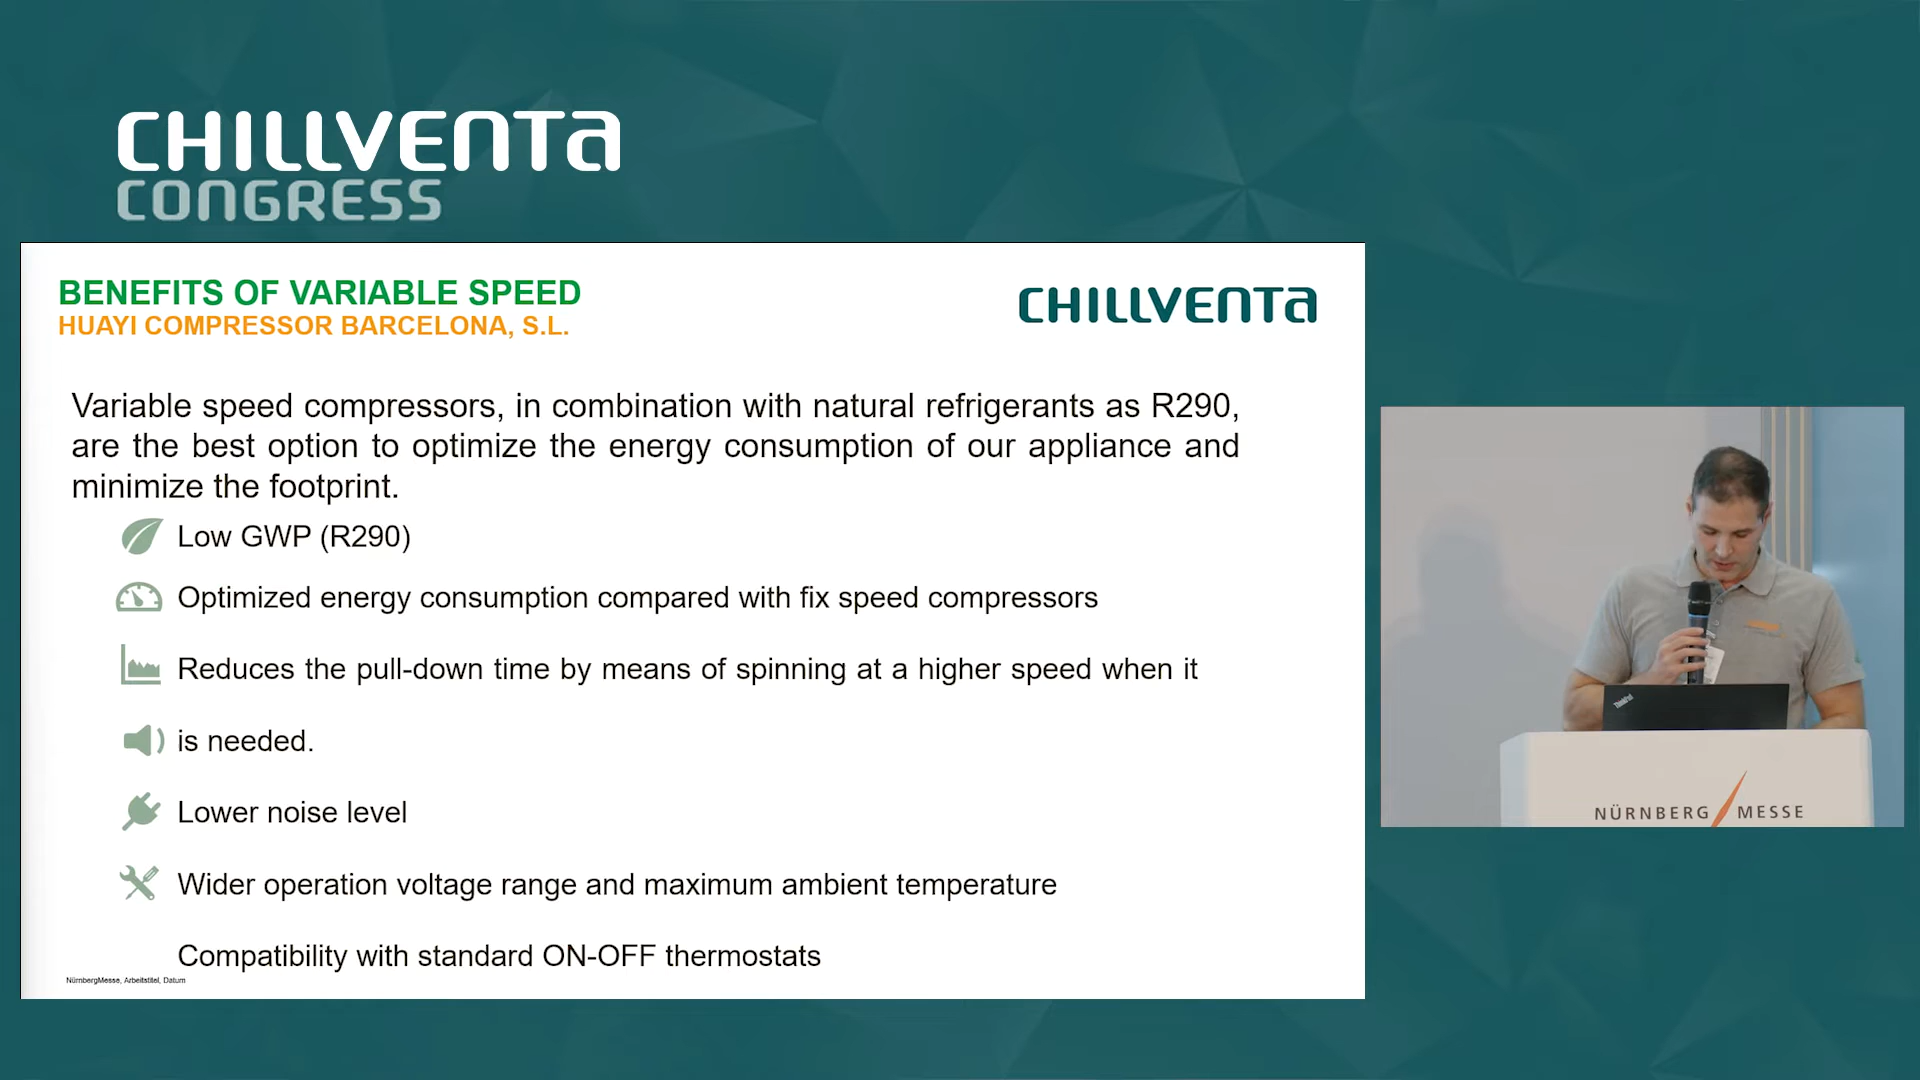 CHILLVENTA
CONGRESS
BENEFITS OF VARIABLE SPEED
HUAYI COMPRESSOR BARCELONA, S.L.
CHILLVENTA
Variable speed compressors, in combination with natural refrigerants as R290,
are the best option to optimize the energy consumption of our appliance and
minimize the footprint.
Low GWP (R290)
Optimized energy consumption compared with fix speed compressors
Reduces the pull-down time by means of spinning at a higher speed when it
is needed.
Lower noise level
Wider operation voltage range and maximum ambient temperature
Compatibility with standard ON-OFF thermostats
NürnbergMesse, Arbeitstitel, Datum
ThinkPad
NÜRNBERG MESSE